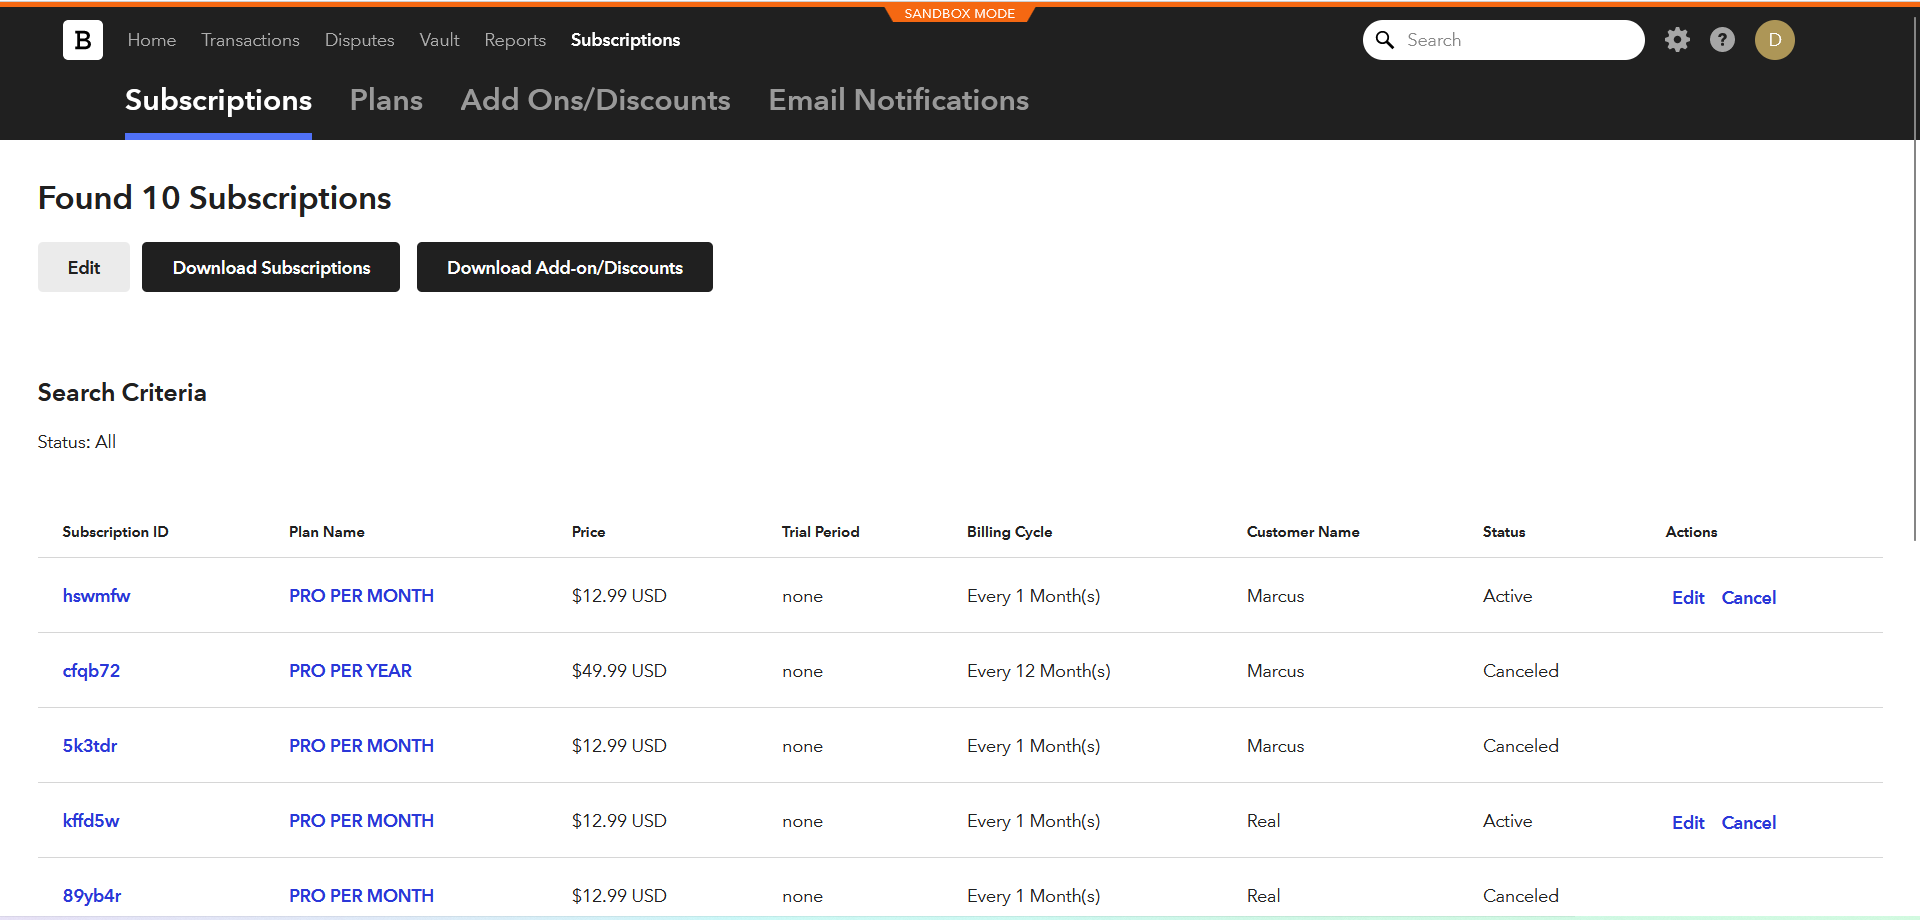 SANDBOX MODE
B Home Transactions Disputes Vault Reports Subscriptions Search ? D
Subscriptions Plans Add Ons/Discounts Email Notifications
Found 10 Subscriptions
Edit Download Subscriptions Download Add-on/Discounts
Search Criteria
Status: All
Subscription ID Plan Name Price Trial Period Billing Cycle Customer Name Status Actions
hswmfw PRO PER MONTH $12.99 USD none Every 1 Month(s) Marcus Active Edit Cancel
cfqb72 PRO PER YEAR $49.99 USD none Every 12 Month(s) Marcus Canceled
5k3tdr PRO PER MONTH $12.99 USD none Every 1 Month(s) Marcus Canceled
kffd5w PRO PER MONTH $12.99 USD none Every 1 Month(s) Real Active Edit Cancel
89yb4r PRO PER MONTH $12.99 USD none Every 1 Month(s) Real Canceled